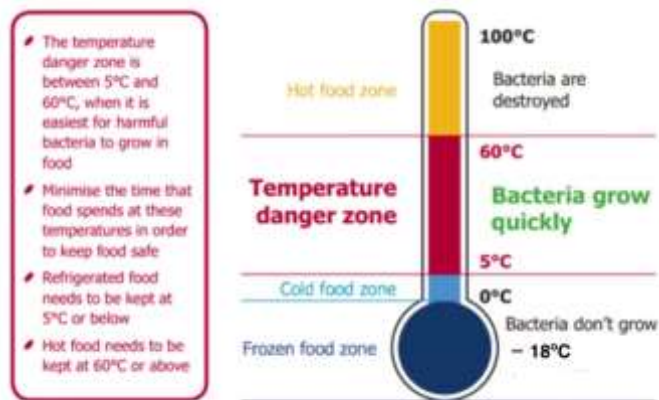 The temperature
danger zone is
between 5°C and
60°C, when it is
easiest for harmful
bacteria to grow in
food
Minimise the time that
food spends at these
temperatures in order
to keep food safe
Refrigerated food
needs to be kept at
5°C or below
Hot food needs to be
kept at 60°C or above
100°C
Hot food zone
Bacteria are
destroyed
60°C
Temperature
danger zone
Bacteria grow
quickly
5°C
Cold food zone
0°C
Bacteria don't grow
Frozen food zone
- 18°C